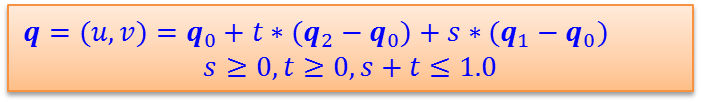 q = (u, v) = q₀ + t * (q₂ − q₀) + s * (q₁ − q₀)
s ≥ 0, t ≥ 0, s + t ≤ 1.0